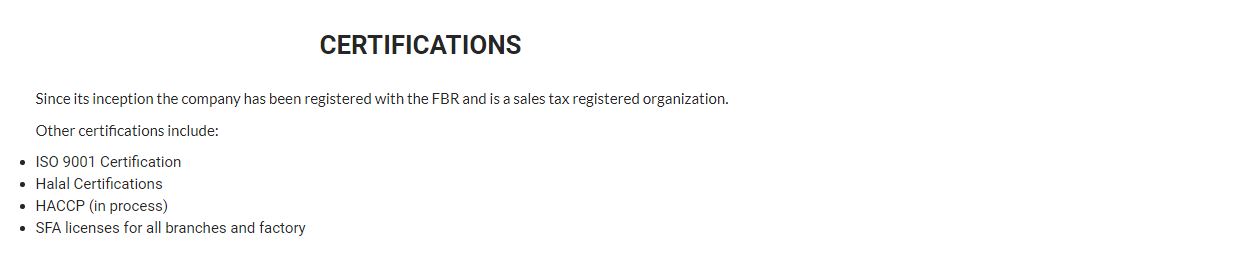 CERTIFICATIONS
Since its inception the company has been registered with the FBR and is a sales tax registered organization.
Other certifications include:
• ISO 9001 Certification
• Halal Certifications
• HACCP (in process)
• SFA licenses for all branches and factory